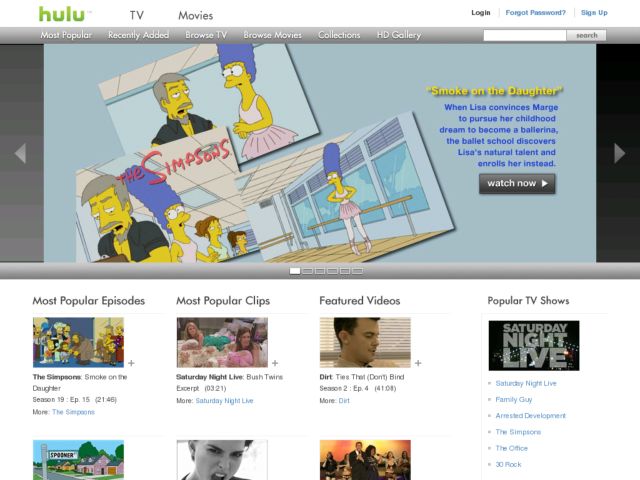 hulu
TV
Movies
Login
Forgot Password?
Sign Up
Most Popular
Recently Added
Browse TV
Browse Movies
Collections
HD Gallery
search
THE SIMPSONS
"Smoke on the Daughter"
When Lisa convinces Marge
to pursue her childhood
dream to become a ballerina,
the ballet school discovers
Lisa's natural talent and
enrolls her instead.
watch now
Most Popular Episodes
The Simpsons: Smoke on the
Daughter
Season 19 : Ep. 15 (21:46)
More: The Simpsons
SPOONER
Most Popular Clips
Saturday Night Live: Bush Twins
Excerpt (03:21)
More: Saturday Night Live
Featured Videos
Dirt: Ties That (Don't) Bind
Season 2 : Ep. 4 (41:08)
More: Dirt
Popular TV Shows
SATURDAY
NIGHT
LIVE
Saturday Night Live
Family Guy
Arrested Development
The Simpsons
The Office
30 Rock